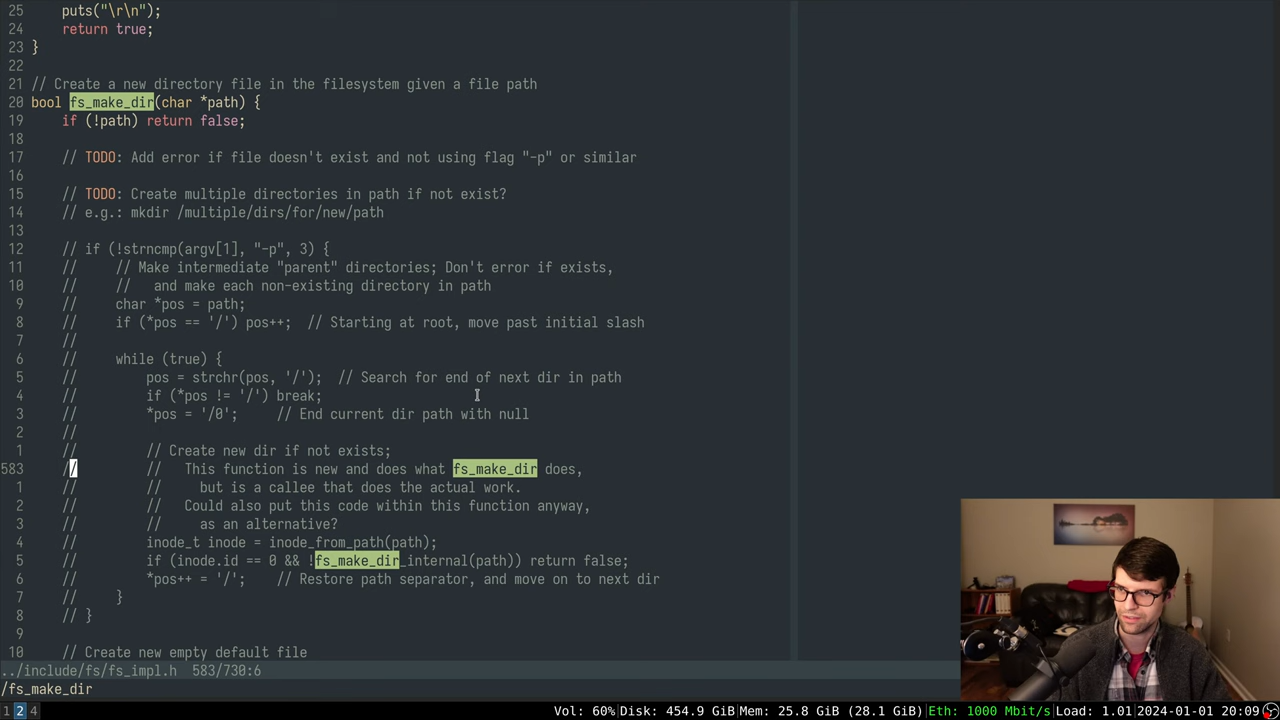 25     puts("\r\n");
24     return true;
23 }
22
21 // Create a new directory file in the filesystem given a file path
20 bool fs_make_dir(char *path) {
19     if (!path) return false;
18
17     // TODO: Add error if file doesn't exist and not using flag "-p" or similar
16
15     // TODO: Create multiple directories in path if not exist?
14     // e.g.: mkdir /multiple/dirs/for/new/path
13
12     // if (!strncmp(argv[1], "-p", 3) {
11     //     // Make intermediate "parent" directories; Don't error if exists,
10     //     //   and make each non-existing directory in path
9     //     char *pos = path;
8     //     if (*pos == '/') pos++;  // Starting at root, move past initial slash
7     //
6     //     while (true) {
5     //         pos = strchr(pos, '/');  // Search for end of next dir in path
4     //         if (*pos != '/') break;
3     //         *pos = '/0';     // End current dir path with null
2     //
1     //         // Create new dir if not exists;
583     //         //   This function is new and does what fs_make_dir does,
1     //         //     but is a callee that does the actual work.
2     //         //   Could also put this code within this function anyway,
3     //         //     as an alternative?
4     //         inode_t inode = inode_from_path(path);
5     //         if (inode.id == 0 && !fs_make_dir_internal(path)) return false;
6     //         *pos++ = '/';    // Restore path separator, and move on to next dir
7     //     }
8     // }
9
10     // Create new empty default file
../include/fs/fs_impl.h  583/730:6
/fs_make_dir
1 2 4 Vol: 60%|Disk: 454.9 GiB|Mem: 25.8 GiB (28.1 GiB)|Eth: 1000 Mbit/s|Load: 1.01|2024-01-01 20:09